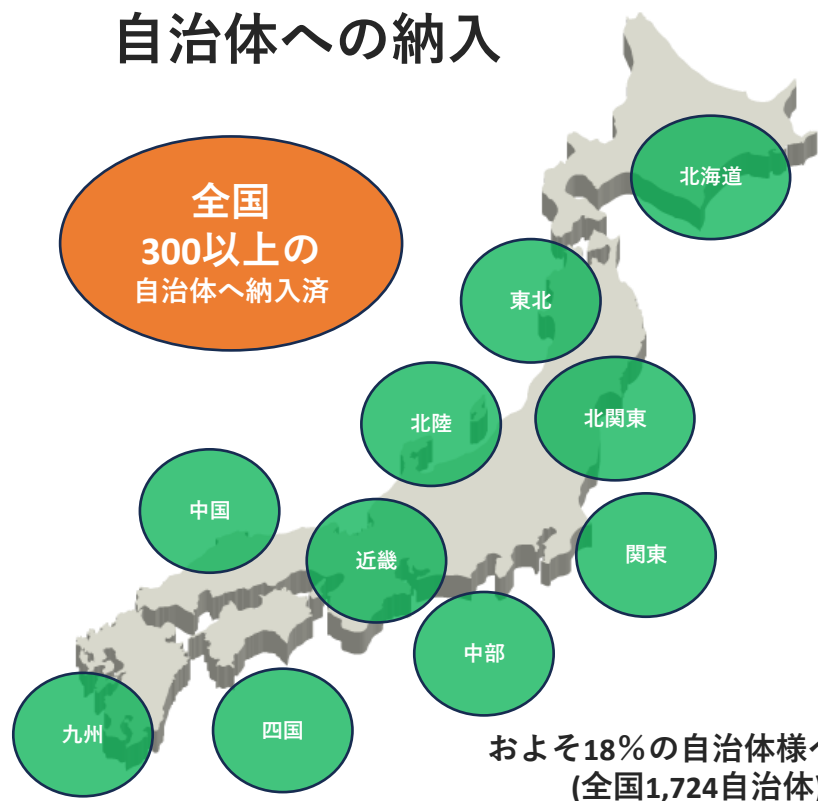 自治体への納入
全国
300以上の
自治体へ納入済
北海道
東北
北陸
北関東
中国
近畿
関東
中部
九州
四国
およそ18％の自治体様へ
(全国1,724自治体)